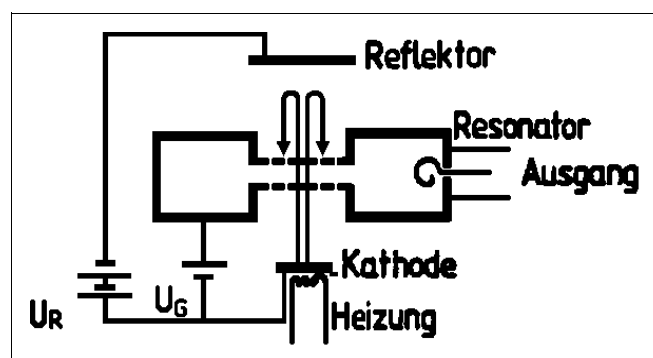 Reflektor
Resonator
Ausgang
Kathode
UR
UG
Heizung